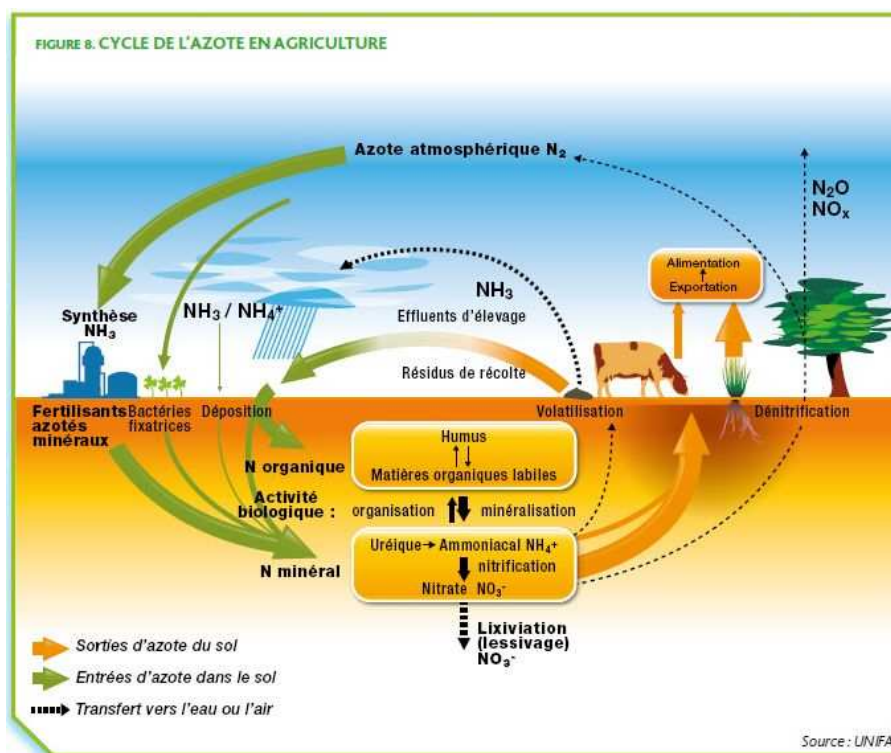 FIGURE 8. CYCLE DE L'AZOTE EN AGRICULTURE
Azote atmosphérique N₂
N₂O
NOₓ
Alimentation
Exportation
NH₃
Synthèse
NH₃
NH₃ / NH₄⁺
Effluents d'élevage
Résidus de récolte
Fertilisants
azotés
minéraux
Bactéries
fixatrices
Déposition
Volatilisation
Dénitrification
Humus
N organique
Matières organiques labiles
Activité
biologique :
organisation
minéralisation
Uréique → Ammoniacal NH₄⁺
N minéral
nitrification
Nitrate NO₃⁻
Lixiviation
(lessivage)
NO₃⁻
Sorties d'azote du sol
Entrées d'azote dans le sol
Transfert vers l'eau ou l'air
Source : UNIFA